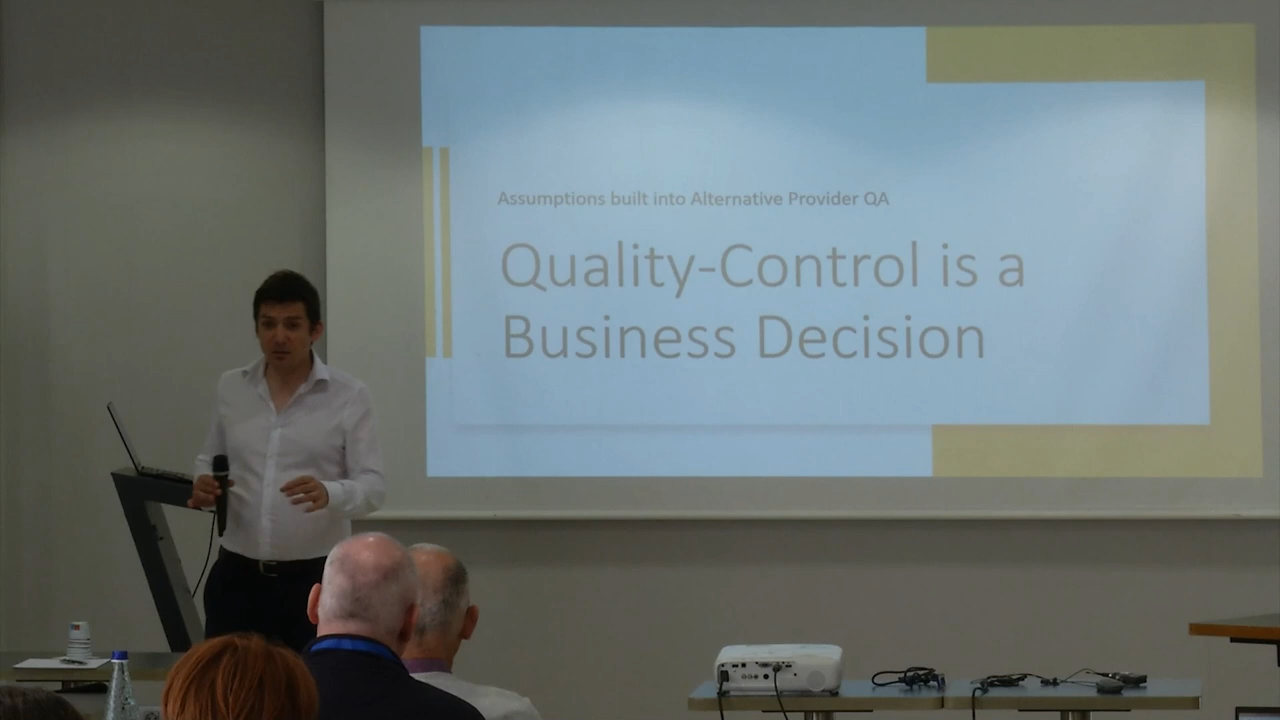 Assumptions built into Alternative Provider QA
Quality-Control is a
Business Decision